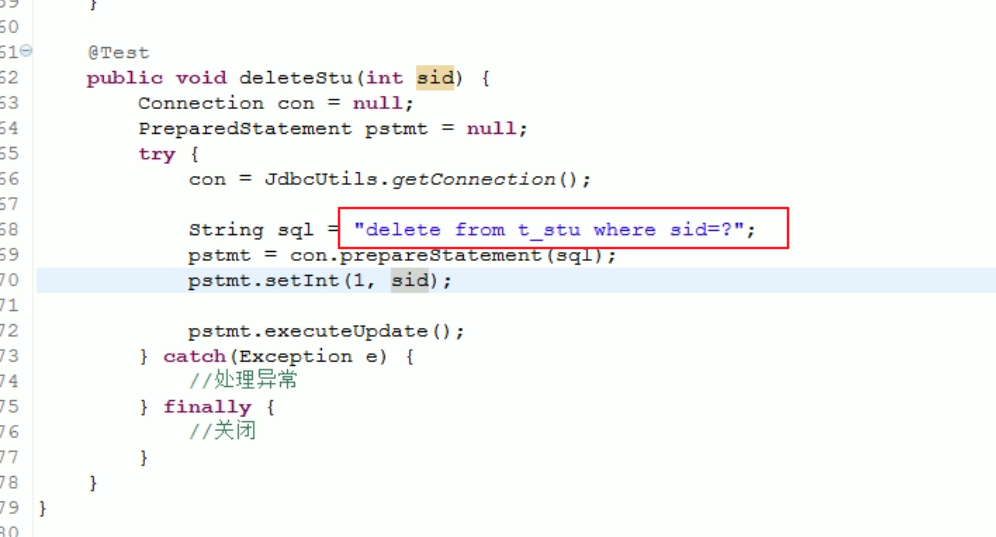 59 }
60
61 @Test
62 public void deleteStu(int sid) {
63 Connection con = null;
64 PreparedStatement pstmt = null;
65 try {
66 con = JdbcUtils.getConnection();
67
68 String sql = "delete from t_stu where sid=?";
69 pstmt = con.prepareStatement(sql);
70 pstmt.setInt(1, sid);
71
72 pstmt.executeUpdate();
73 } catch(Exception e) {
74 //处理异常
75 } finally {
76 //关闭
77 }
78 }
79 }
80